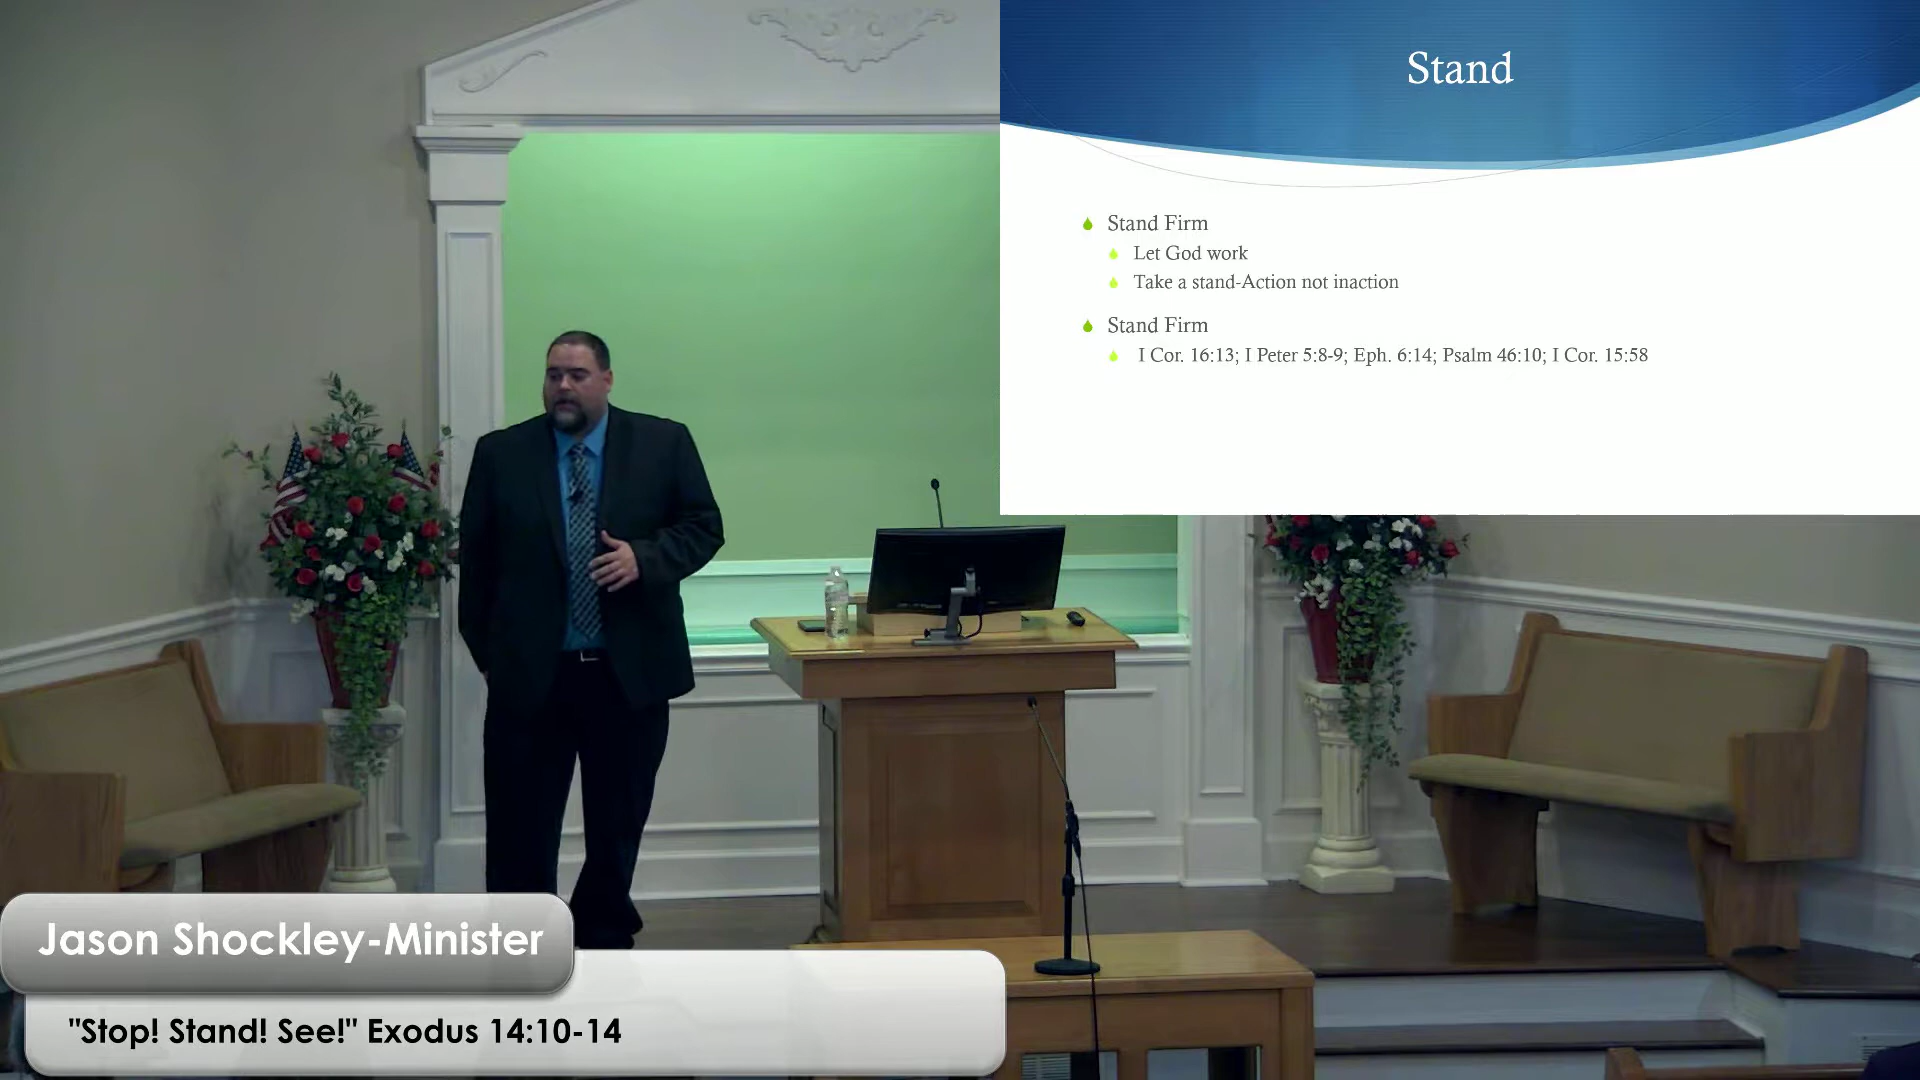 Stand
Stand Firm
Let God work
Take a stand-Action not inaction
Stand Firm
I Cor. 16:13; I Peter 5:8-9; Eph. 6:14; Psalm 46:10; I Cor. 15:58
Jason Shockley-Minister
"Stop! Stand! See!" Exodus 14:10-14